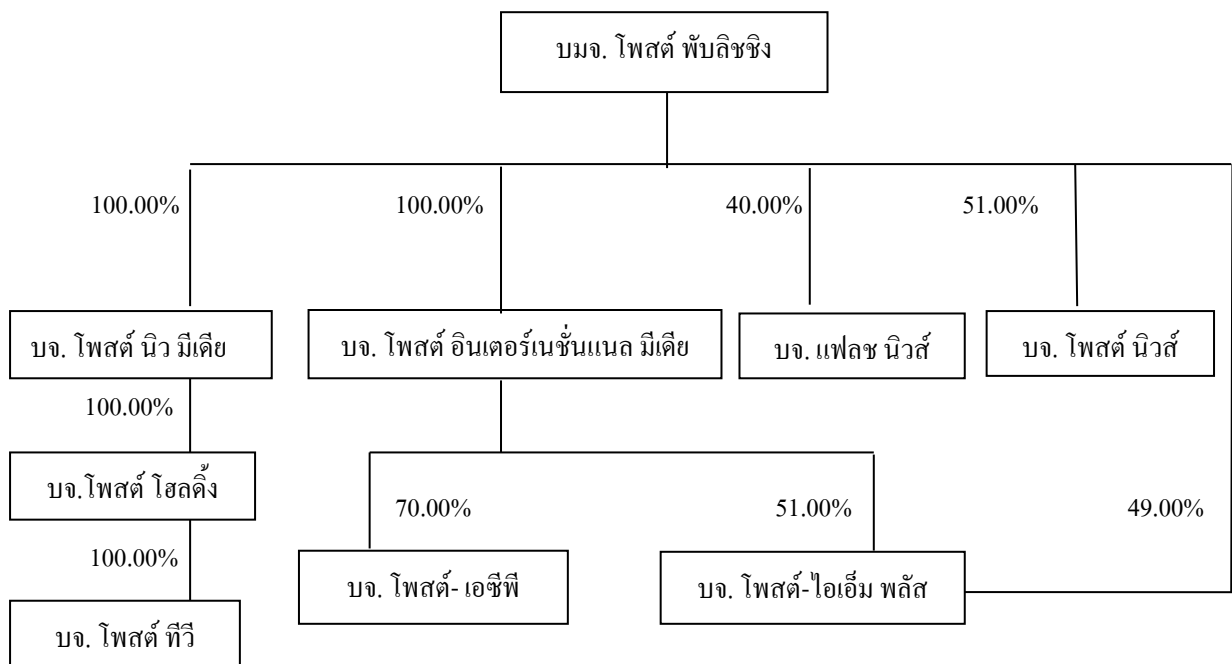 บมจ. โพสต์ พับลิชชิง
100.00% 100.00% 40.00% 51.00%
บจ. โพสต์ นิว มีเดีย บจ. โพสต์ อินเตอร์เนชั่นแนล มีเดีย บจ. แฟลช นิวส์ บจ. โพสต์ นิวส์
100.00%
บจ.โพสต์ โฮลดิ้ง
70.00% 51.00% 49.00%
100.00%
บจ. โพสต์- เอซีพี บจ. โพสต์-ไอเอ็ม พลัส
บจ. โพสต์ ทีวี